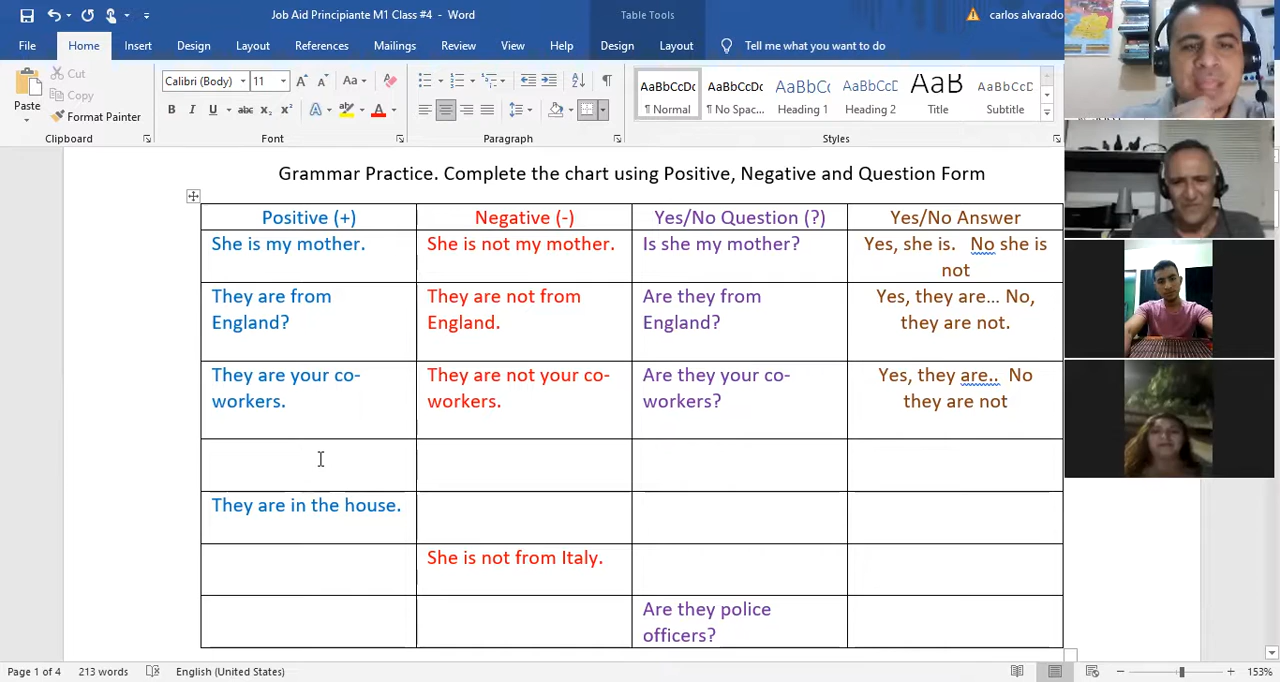 Job Aid Principiante M1 Class #4 - Word
Table Tools
carlos alvarado
File Home Insert Design Layout References Mailings Review View Help Design Layout Tell me what you want to do
Paste
Cut
Copy
Format Painter
Calibri (Body) 11
AaBbCcDc AaBbCcDc AaBbCc AaBbCcD AaB AaBbCcD
¶ Normal ¶ No Spac... Heading 1 Heading 2 Title Subtitle
Clipboard Font Paragraph Styles
Grammar Practice. Complete the chart using Positive, Negative and Question Form
Positive (+) Negative (-) Yes/No Question (?) Yes/No Answer
She is my mother. She is not my mother. Is she my mother? Yes, she is. No she is
not
They are from They are not from Are they from Yes, they are... No,
England? England. England? they are not.
They are your co- They are not your co- Are they your co- Yes, they are.. No
workers. workers. workers? they are not
They are in the house.
She is not from Italy.
Are they police
officers?
Page 1 of 4 213 words English (United States) 153%